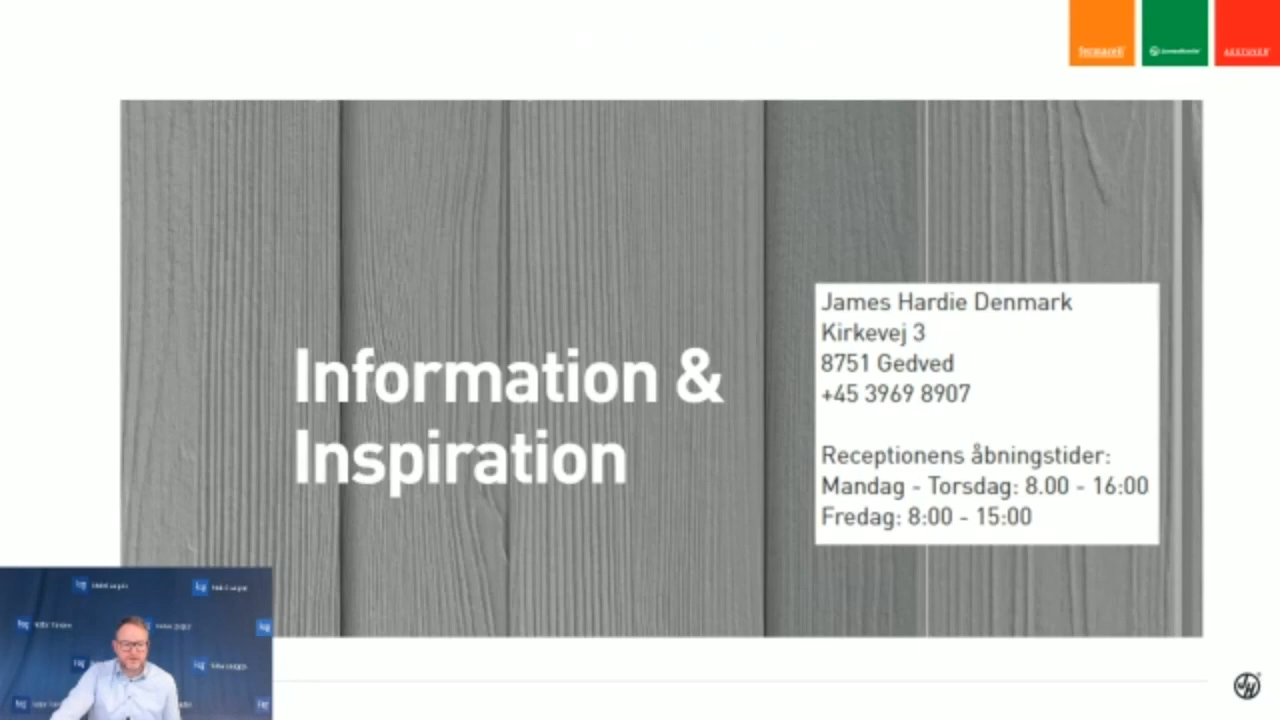 fermacell
Information &
Inspiration
James Hardie Denmark
Kirkevej 3
8751 Gedved
+45 3969 8907
Receptionens åbningstider:
Mandag - Torsdag: 8.00 - 16:00
Fredag: 8:00 - 15:00